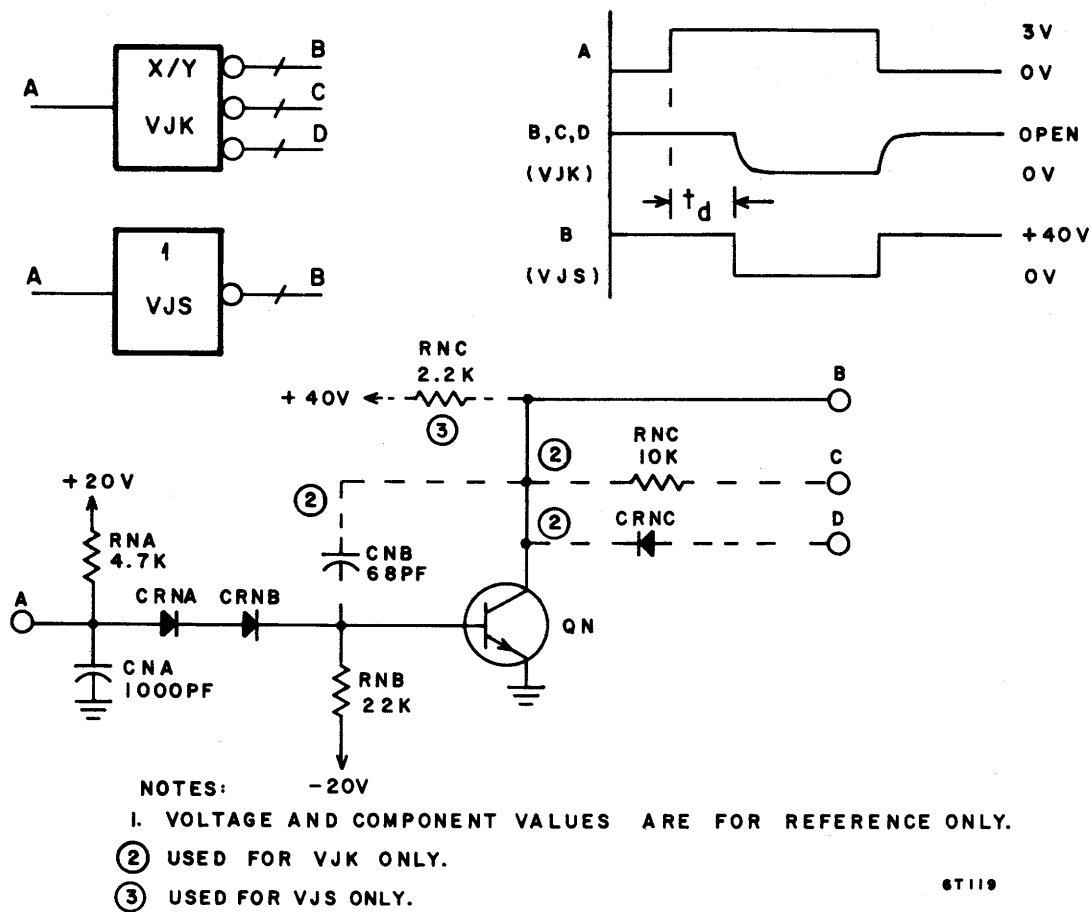 X/Y
VJK
A
B
C
D
1
VJS
A
B
A
3V
0V
B,C,D
(VJK)
OPEN
0V
td
B
(VJS)
+40V
0V
RNC
2.2K
+40V
③
B
②
RNC
10K
C
②
②
CRNC
D
+20V
RNA
4.7K
CNB
68PF
A
CRNA
CRNB
QN
CNA
1000PF
RNB
22K
-20V
NOTES:
1. VOLTAGE AND COMPONENT VALUES ARE FOR REFERENCE ONLY.
② USED FOR VJK ONLY.
③ USED FOR VJS ONLY.
6T119